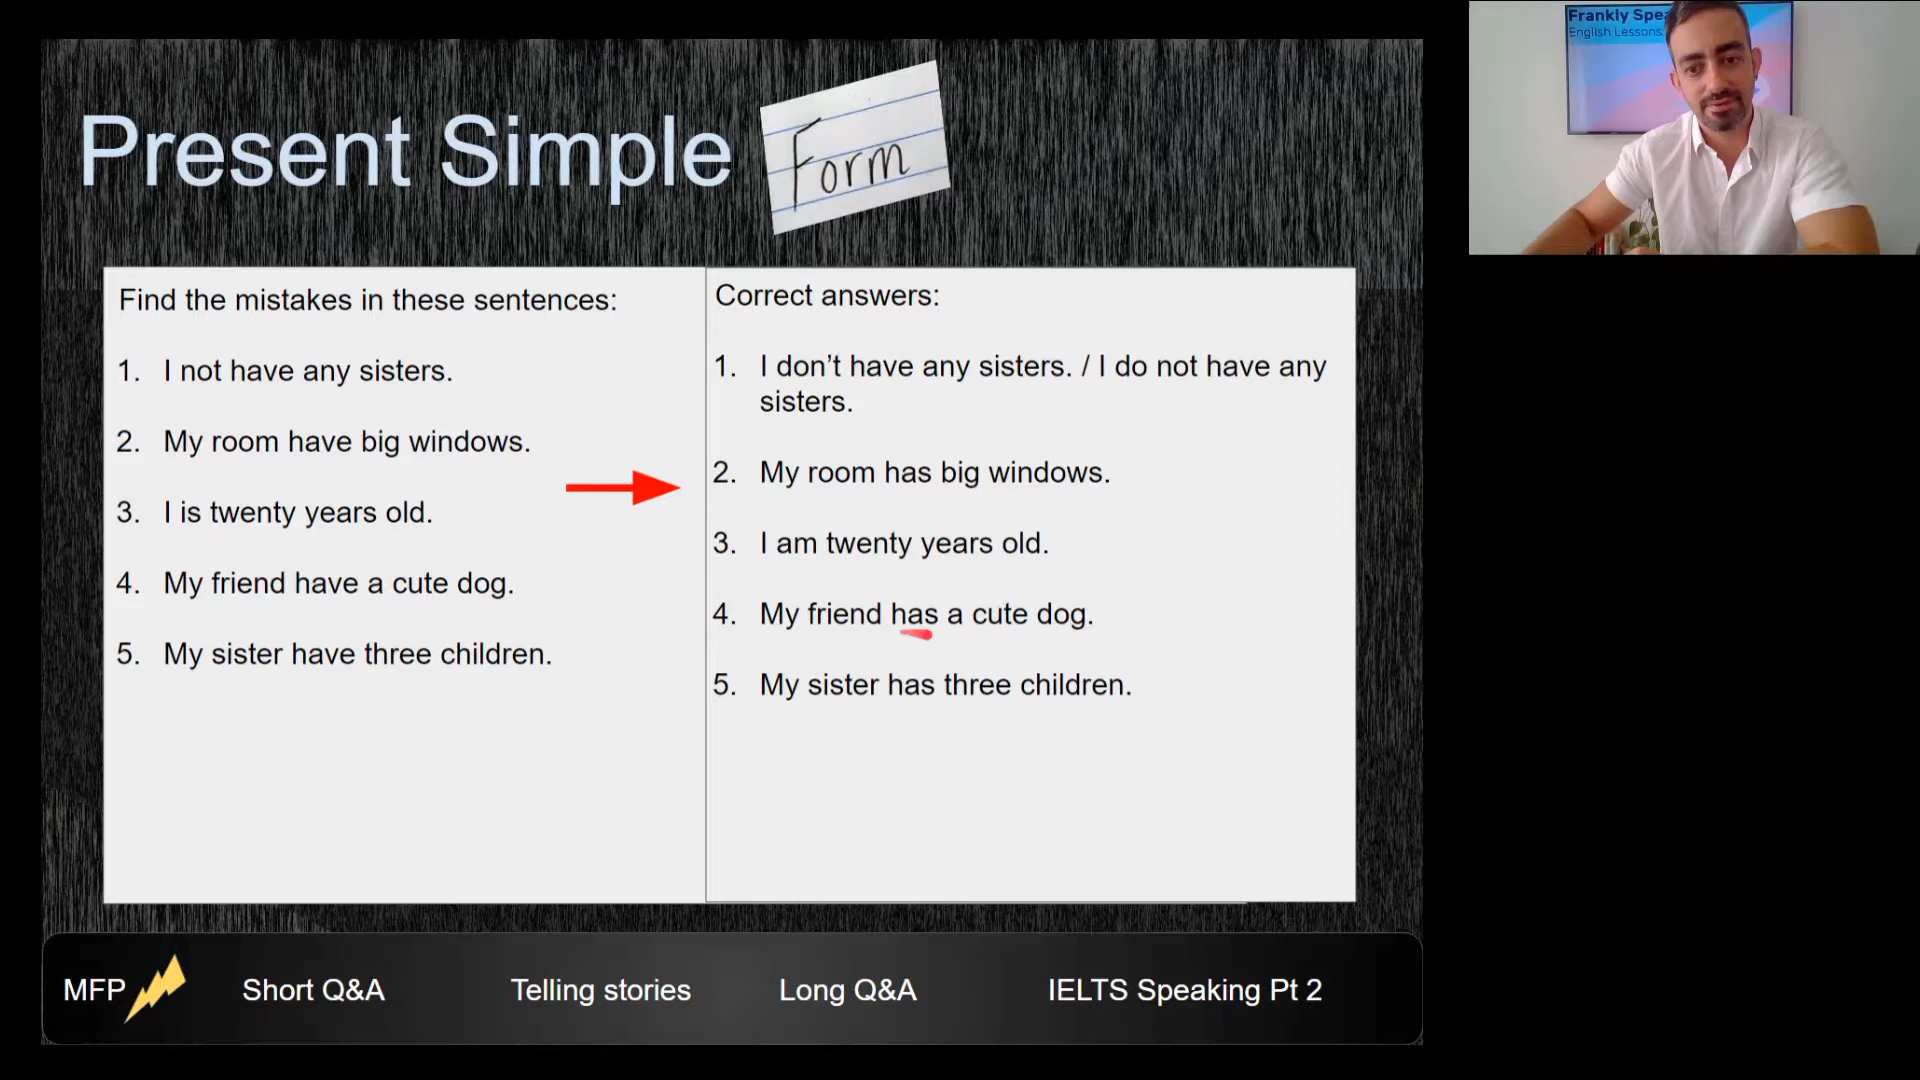 Present Simple
Form
Find the mistakes in these sentences:
1. I not have any sisters.
2. My room have big windows.
3. I is twenty years old.
4. My friend have a cute dog.
5. My sister have three children.
Correct answers:
1. I don’t have any sisters. / I do not have any
sisters.
2. My room has big windows.
3. I am twenty years old.
4. My friend has a cute dog.
5. My sister has three children.
MFP Short Q&A Telling stories Long Q&A IELTS Speaking Pt 2
Frankly
English Lessons